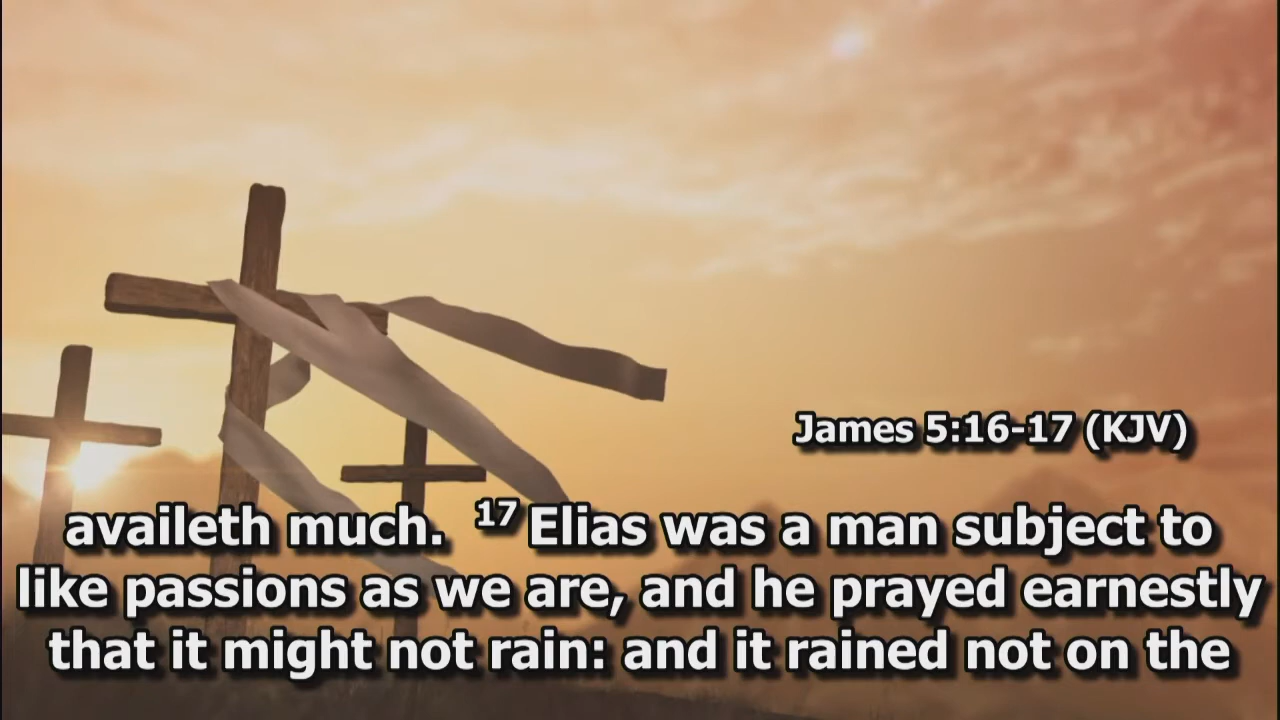 James 5:16-17 (KJV)
availeth much. 17 Elias was a man subject to
like passions as we are, and he prayed earnestly
that it might not rain: and it rained not on the